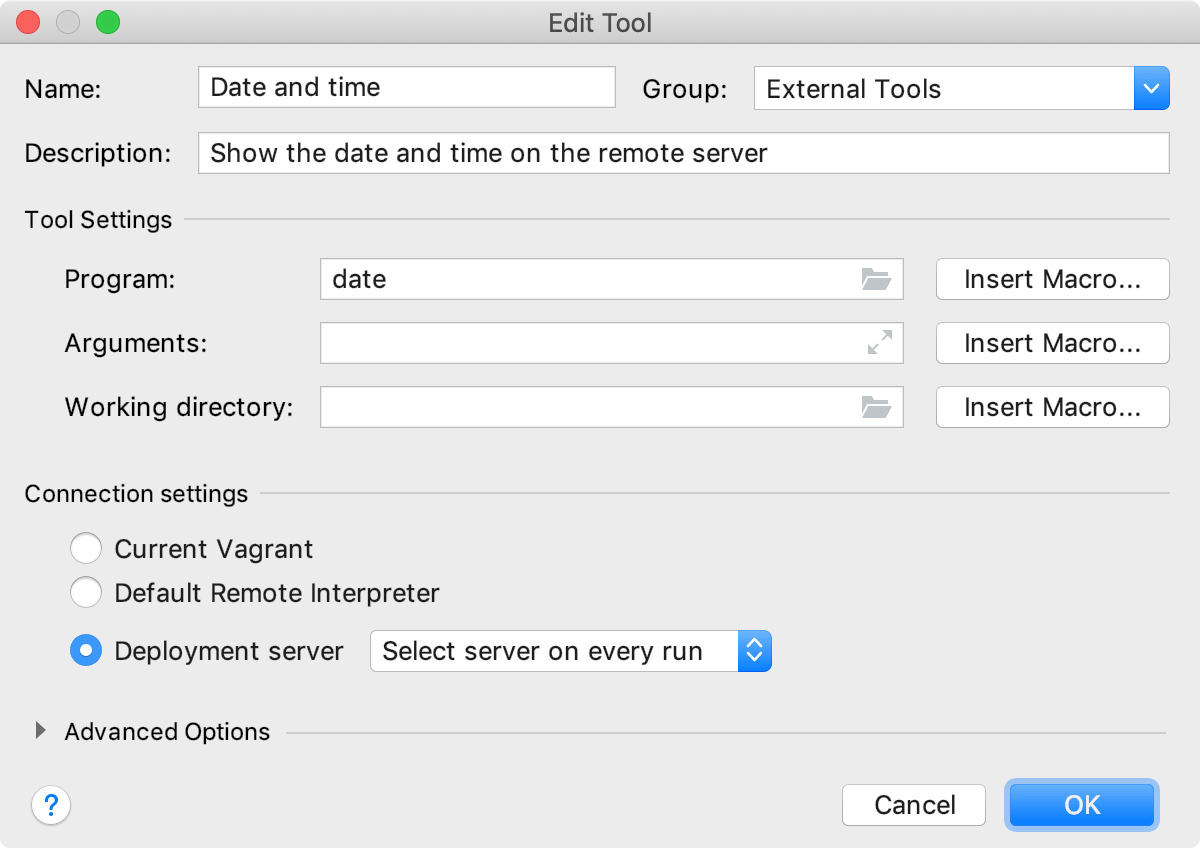 Edit Tool
Name: Date and time Group: External Tools
Description: Show the date and time on the remote server
Tool Settings
Program: date Insert Macro...
Arguments: Insert Macro...
Working directory: Insert Macro...
Connection settings
Current Vagrant
Default Remote Interpreter
Deployment server Select server on every run
Advanced Options
? Cancel OK